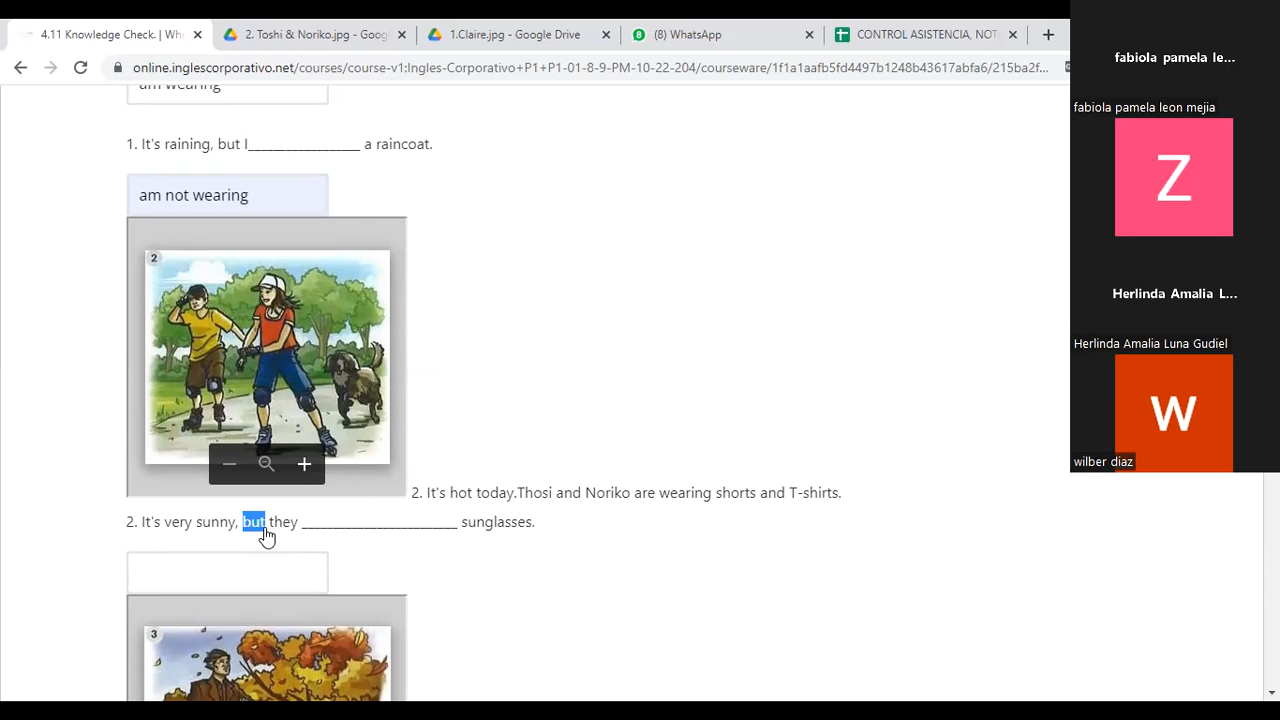 4.11 Knowledge Check. | Who
2. Toshi & Noriko.jpg - Goog
1.Claire.jpg - Google Drive
(8) WhatsApp
CONTROL ASISTENCIA, NOT
online.inglescorporativo.net/courses/course-v1:Ingles-Corporativo+P1+P1-01-8-9-PM-10-22-204/courseware/1f1a1aafb5fd4497b1248b43617abfa6/215ba2f...
am wearing
1. It's raining, but I________________ a raincoat.
am not wearing
2
2. It's hot today.Thosi and Noriko are wearing shorts and T-shirts.
2. It's very sunny, but they ______________________ sunglasses.
3
fabiola pamela le...
fabiola pamela leon mejia
Z
Herlinda Amalia L...
Herlinda Amalia Luna Gudiel
W
wilber diaz